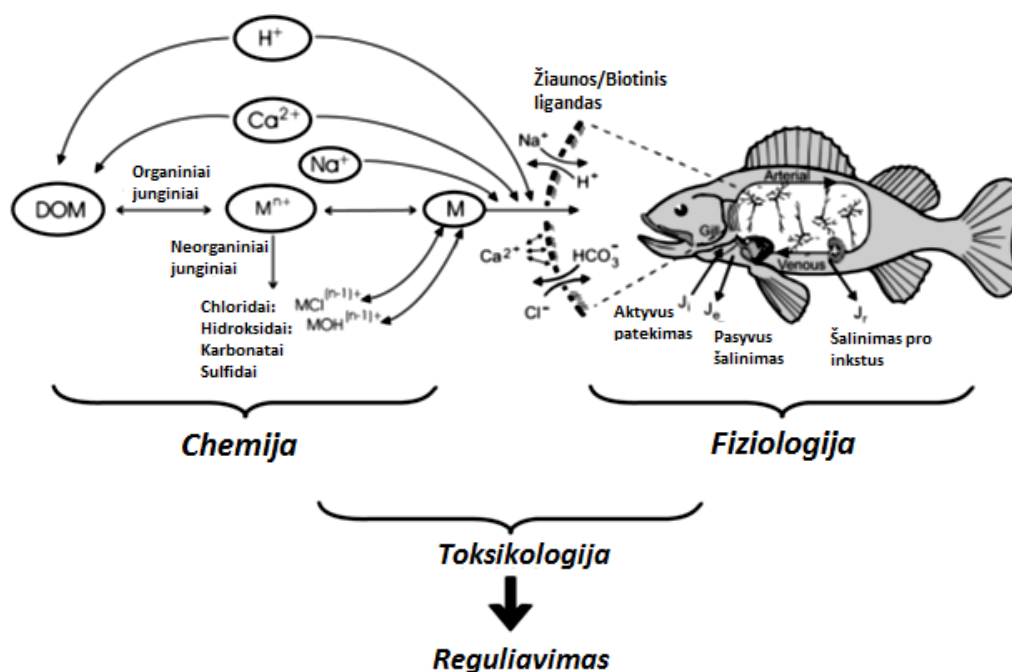 H⁺
Ca²⁺
Na⁺
Organiniai
junginiai
DOM
Mⁿ⁺
M
Neorganiniai
junginiai
Chloridai:
Hidroksidai:
Karbonatai
Sulfidai
MCl⁽ⁿ⁻¹⁾⁺
MOH⁽ⁿ⁻¹⁾⁺
Žiaunos/Biotinis
ligandas
Na⁺
H⁺
Ca²⁺
HCO₃⁻
Cl⁻
Arterial
Gill
Venous
Jᵢ
Jₑ
Jᵣ
Aktyvus
patekimas
Pasyvus
šalinimas
Šalinimas pro
inkstus
Chemija
Fiziologija
Toksikologija
Reguliavimas